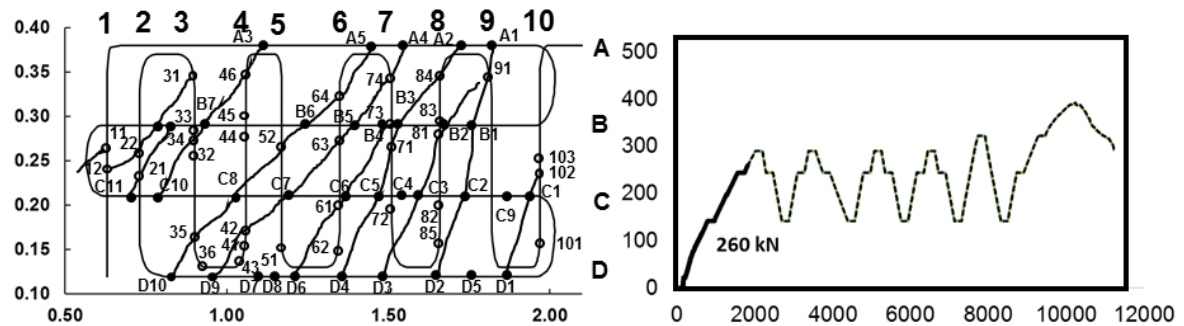 1 2 3 4 5 6 7 8 9 10
0.40 A3 A5 A4 A2 A1 A
0.35 31 46 64 74 84 91
0.30 B7 45 B6 B5 73 B3 83 B
11 33 44 B4 81 B2 B1
0.25 22 34 52 63 71 103
12 21 32 102
C11 C10 C8 C7 C6 C5 C4 C3 C2 C1
0.20 61 72 82 C9 C
35 42 85 101
0.15 36 41 51 62
43 D
0.10 D10 D9 D7 D8 D6 D4 D3 D2 D5 D1
0.50 1.00 1.50 2.00
500
400
300
200
100
0
260 kN
0 2000 4000 6000 8000 10000 12000